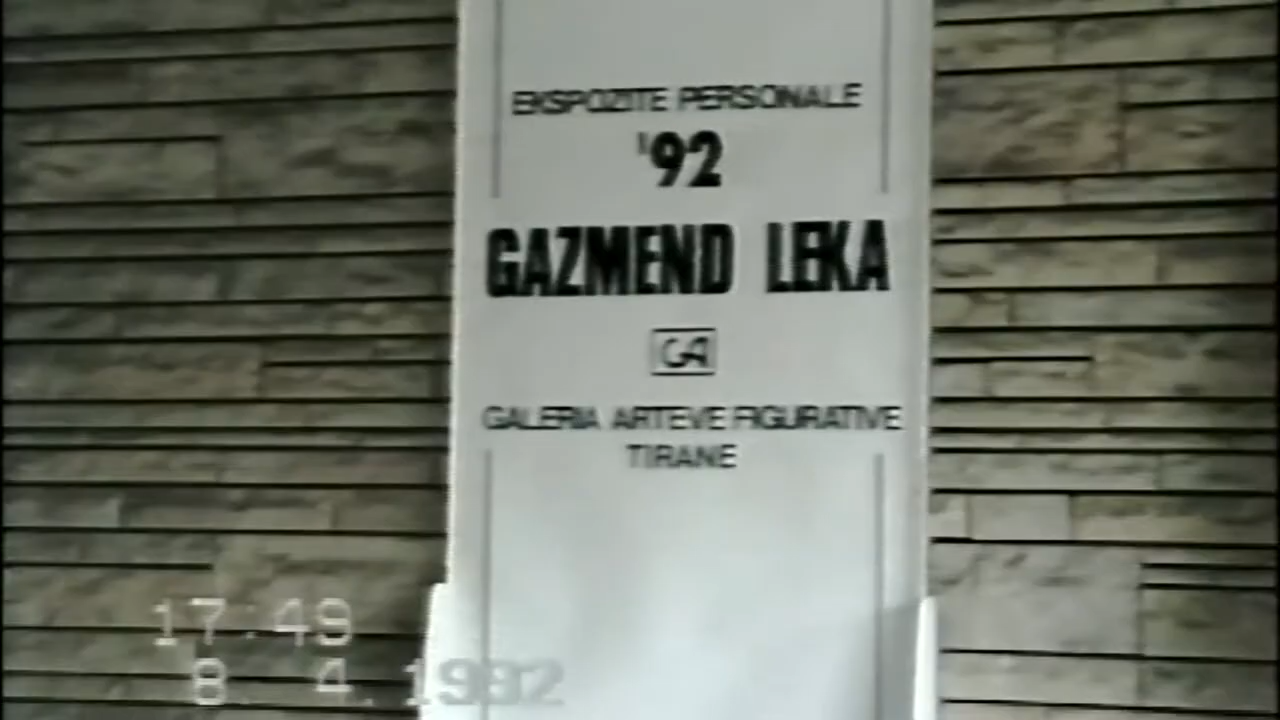 EKSPOZITE PERSONALE
'92
GAZMEND LEKA
GA
GALERIA ARTEVE FIGURATIVE
TIRANE
17:49
8. 4. 1992